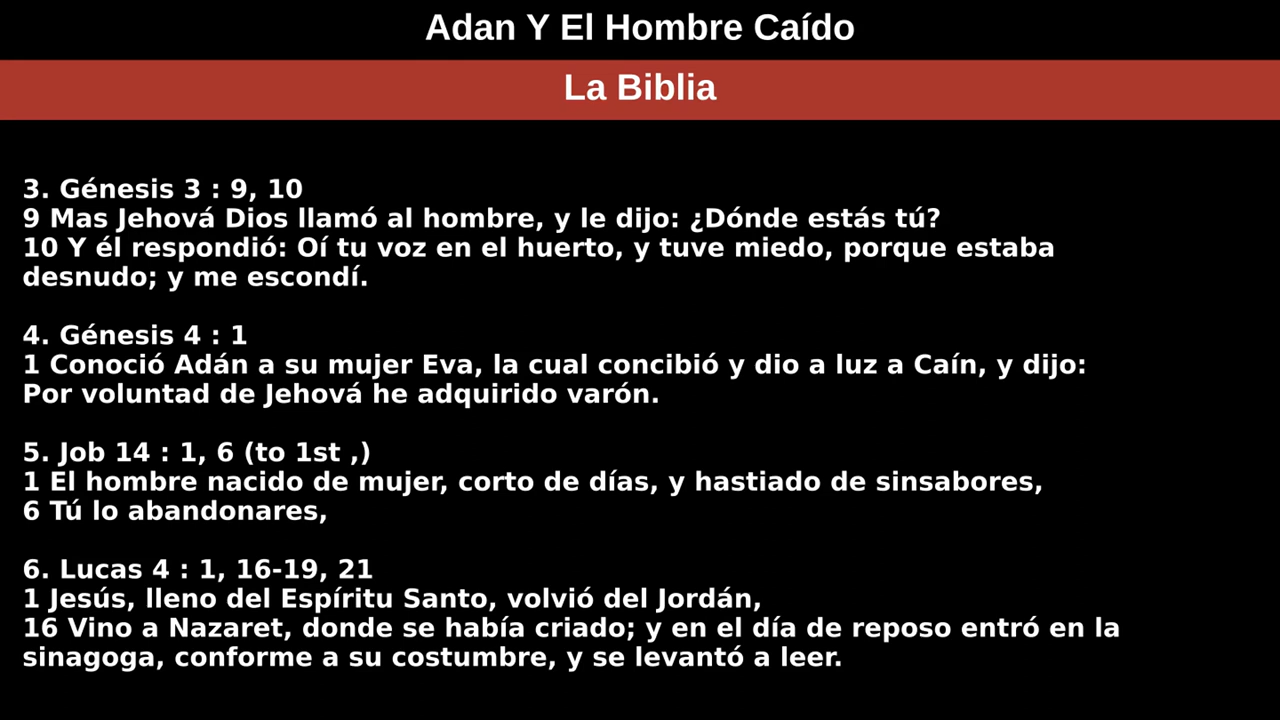 Adan Y El Hombre Caído
La Biblia
3. Génesis 3 : 9, 10
9 Mas Jehová Dios llamó al hombre, y le dijo: ¿Dónde estás tú?
10 Y él respondió: Oí tu voz en el huerto, y tuve miedo, porque estaba
desnudo; y me escondí.
4. Génesis 4 : 1
1 Conoció Adán a su mujer Eva, la cual concibió y dio a luz a Caín, y dijo:
Por voluntad de Jehová he adquirido varón.
5. Job 14 : 1, 6 (to 1st ,)
1 El hombre nacido de mujer, corto de días, y hastiado de sinsabores,
6 Tú lo abandonares,
6. Lucas 4 : 1, 16-19, 21
1 Jesús, lleno del Espíritu Santo, volvió del Jordán,
16 Vino a Nazaret, donde se había criado; y en el día de reposo entró en la
sinagoga, conforme a su costumbre, y se levantó a leer.